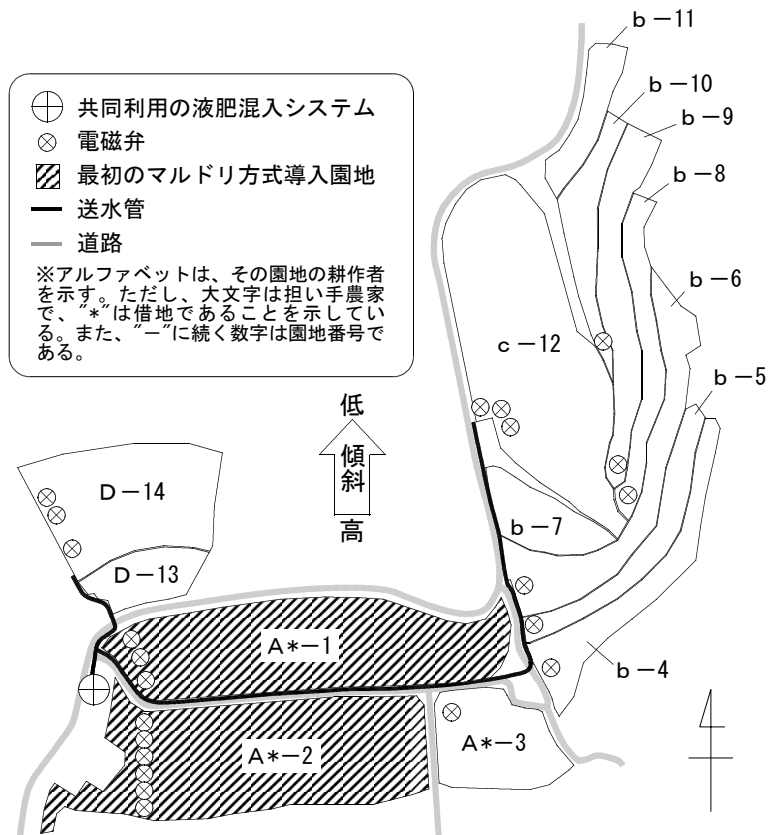 共同利用の液肥混入システム
電磁弁
最初のマルドリ方式導入園地
送水管
道路
※アルファベットは、その園地の耕作者
を示す。ただし、大文字は担い手農家
で、"*"は借地であることを示してい
る。また、"−"に続く数字は園地番号で
ある。
b−11
b−10
b−9
b−8
b−6
c−12
b−5
低
傾斜
高
D−14
b−7
D−13
A*−1
b−4
A*−2
A*−3